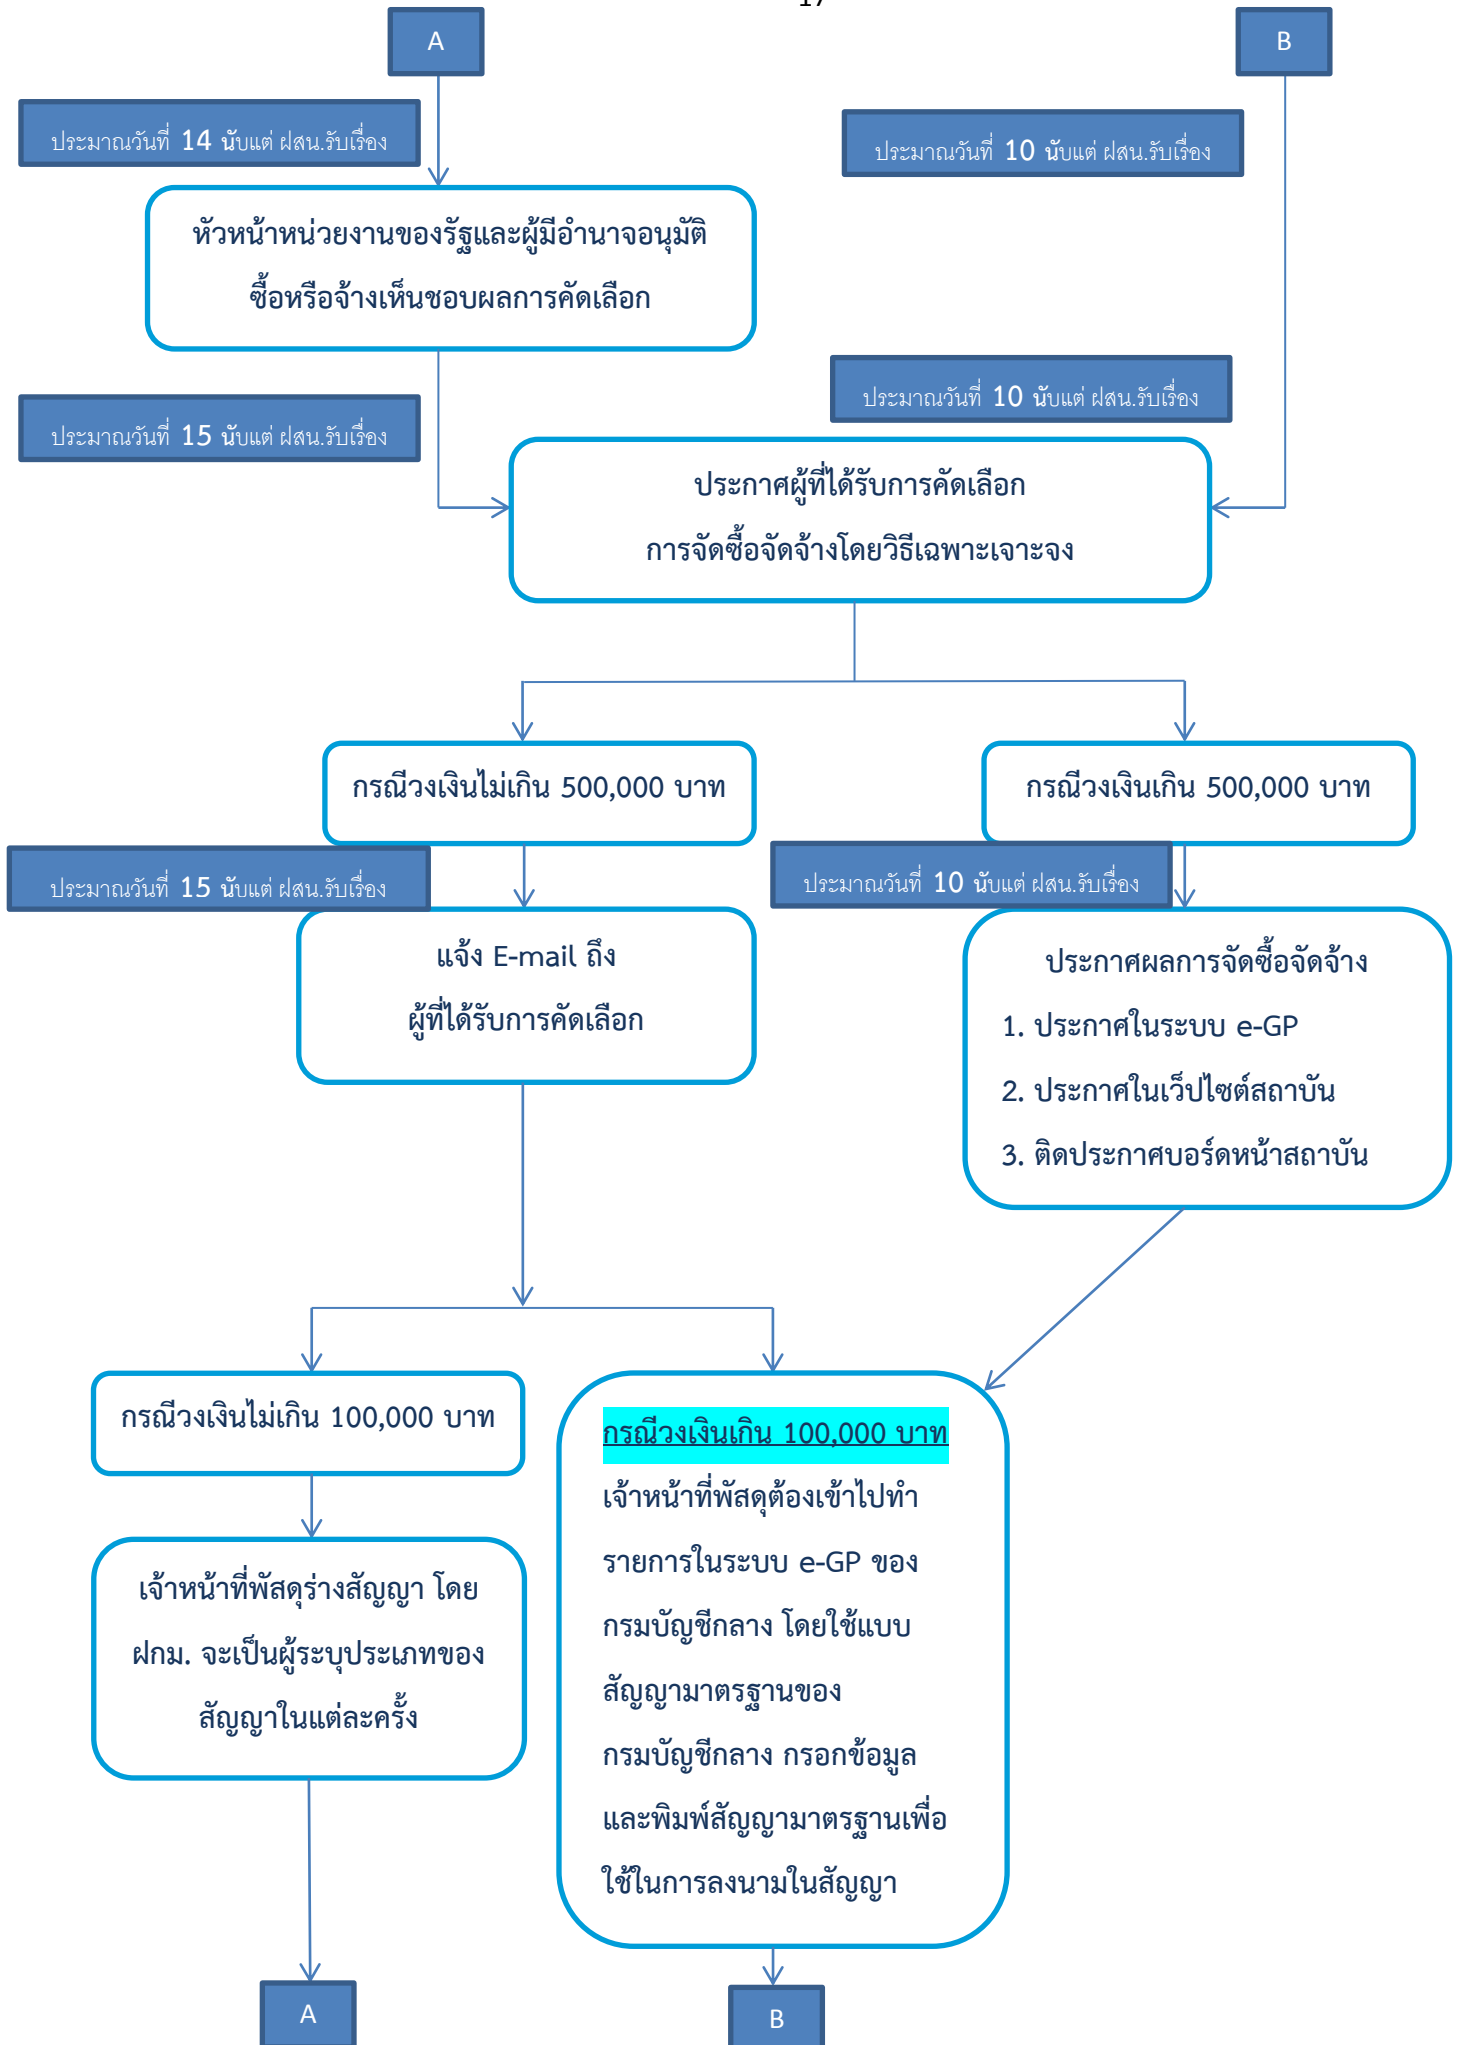 17
A
B
ประมาณวันที่ 14 นับแต่ ฝสน.รับเรื่อง
ประมาณวันที่ 10 นับแต่ ฝสน.รับเรื่อง
หัวหน้าหน่วยงานของรัฐและผู้มีอำนาจอนุมัติ
ซื้อหรือจ้างเห็นชอบผลการคัดเลือก
ประมาณวันที่ 10 นับแต่ ฝสน.รับเรื่อง
ประมาณวันที่ 15 นับแต่ ฝสน.รับเรื่อง
ประกาศผู้ที่ได้รับการคัดเลือก
การจัดซื้อจัดจ้างโดยวิธีเฉพาะเจาะจง
กรณีวงเงินไม่เกิน 500,000 บาท
กรณีวงเงินเกิน 500,000 บาท
ประมาณวันที่ 15 นับแต่ ฝสน.รับเรื่อง
ประมาณวันที่ 10 นับแต่ ฝสน.รับเรื่อง
แจ้ง E-mail ถึง
ผู้ที่ได้รับการคัดเลือก
ประกาศผลการจัดซื้อจัดจ้าง
1. ประกาศในระบบ e-GP
2. ประกาศในเว็ปไซต์สถาบัน
3. ติดประกาศบอร์ดหน้าสถาบัน
กรณีวงเงินไม่เกิน 100,000 บาท
เจ้าหน้าที่พัสดุร่างสัญญา โดย
ฝกม. จะเป็นผู้ระบุประเภทของ
สัญญาในแต่ละครั้ง
กรณีวงเงินเกิน 100,000 บาท
เจ้าหน้าที่พัสดุต้องเข้าไปทำ
รายการในระบบ e-GP ของ
กรมบัญชีกลาง โดยใช้แบบ
สัญญามาตรฐานของ
กรมบัญชีกลาง กรอกข้อมูล
และพิมพ์สัญญามาตรฐานเพื่อ
ใช้ในการลงนามในสัญญา
A
B